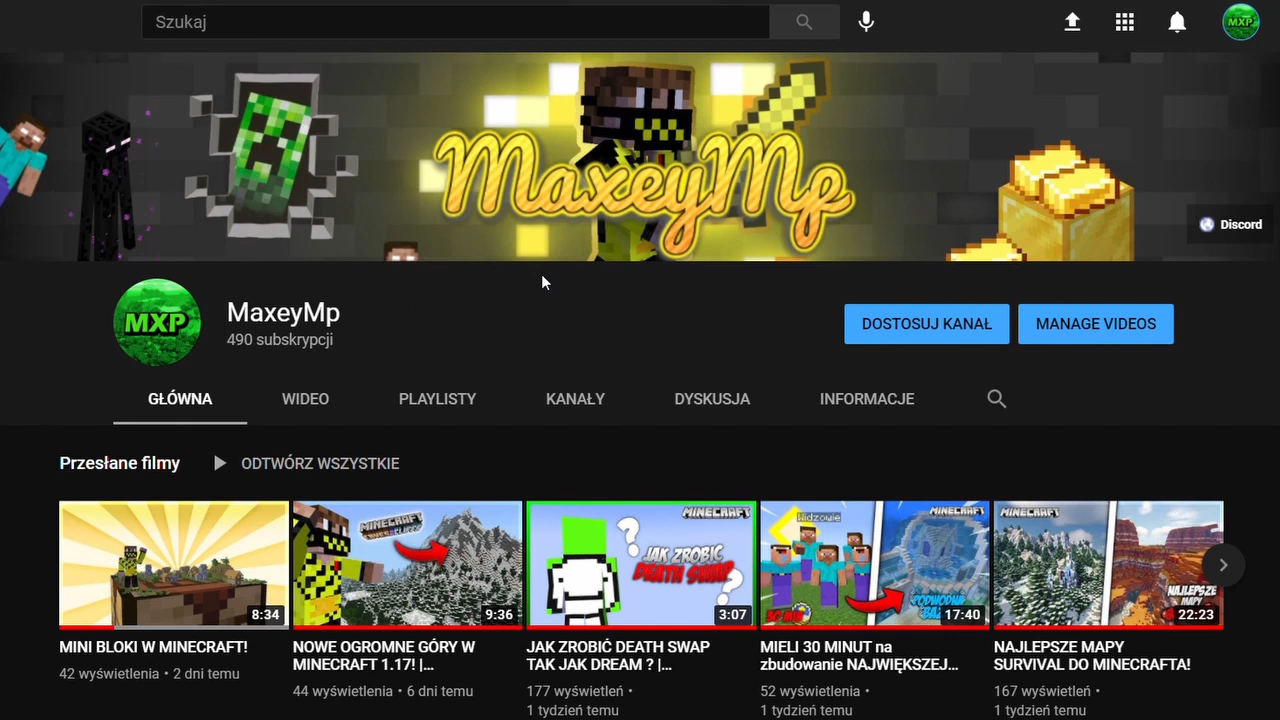 Szukaj
MXP
MaxeyMp
Discord
MXP
MaxeyMp
490 subskrypcji
DOSTOSUJ KANAŁ
MANAGE VIDEOS
GŁÓWNA
WIDEO
PLAYLISTY
KANAŁY
DYSKUSJA
INFORMACJE
Przesłane filmy
ODTWÓRZ WSZYSTKIE
8:34
MINECRAFT
9:36
MINECRAFT
JAK ZROBIĆ
DEATH SWAP
3:07
Widzowie
MINECRAFT
PODWODNA
17:40
MINECRAFT
NAJLEPSZE
MAPY
22:23
MINI BLOKI W MINECRAFT!
42 wyświetlenia • 2 dni temu
NOWE OGROMNE GÓRY W
MINECRAFT 1.17! |...
44 wyświetlenia • 6 dni temu
JAK ZROBIĆ DEATH SWAP
TAK JAK DREAM ? |...
177 wyświetleń •
1 tydzień temu
MIELI 30 MINUT na
zbudowanie NAJWIĘKSZEJ...
52 wyświetlenia •
1 tydzień temu
NAJLEPSZE MAPY
SURVIVAL DO MINECRAFTA!
167 wyświetleń •
1 tydzień temu